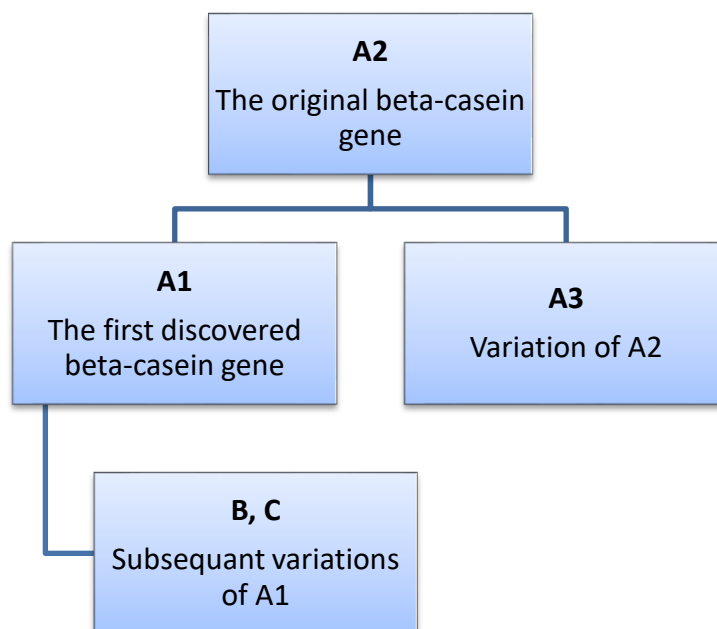 A2
The original beta-casein
gene
A1
The first discovered
beta-casein gene
A3
Variation of A2
B, C
Subsequant variations
of A1